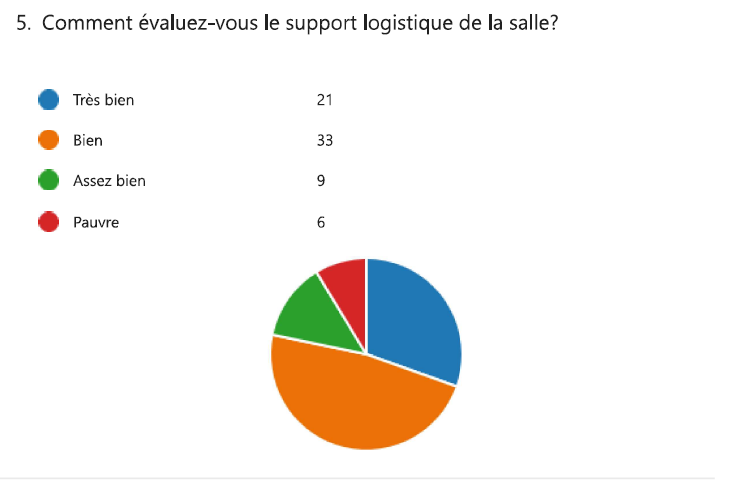 5. Comment évaluez-vous le support logistique de la salle?
Très bien 21
Bien 33
Assez bien 9
Pauvre 6